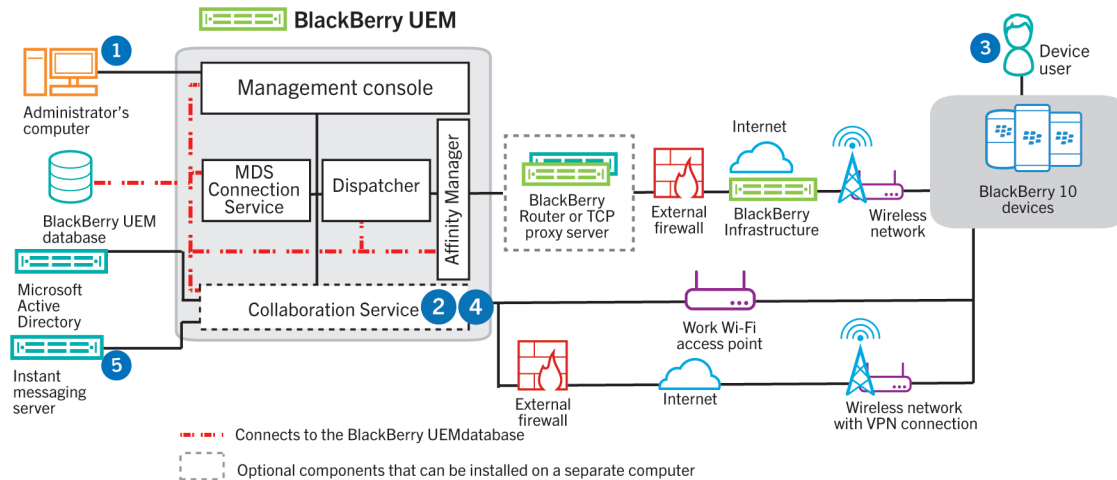 BlackBerry UEM
1
3
Device
user
Administrator's
computer
Management console
MDS
Connection
Service
Dispatcher
Affinity Manager
BlackBerry UEM
database
BlackBerry
Router or TCP
proxy server
External
firewall
Internet
BlackBerry
Infrastructure
Wireless
network
BlackBerry 10
devices
Microsoft
Active
Directory
Collaboration Service
2
4
Work Wi-Fi
access point
5
Instant
messaging
server
External
firewall
Internet
Wireless network
with VPN connection
Connects to the BlackBerry UEMdatabase
Optional components that can be installed on a separate computer